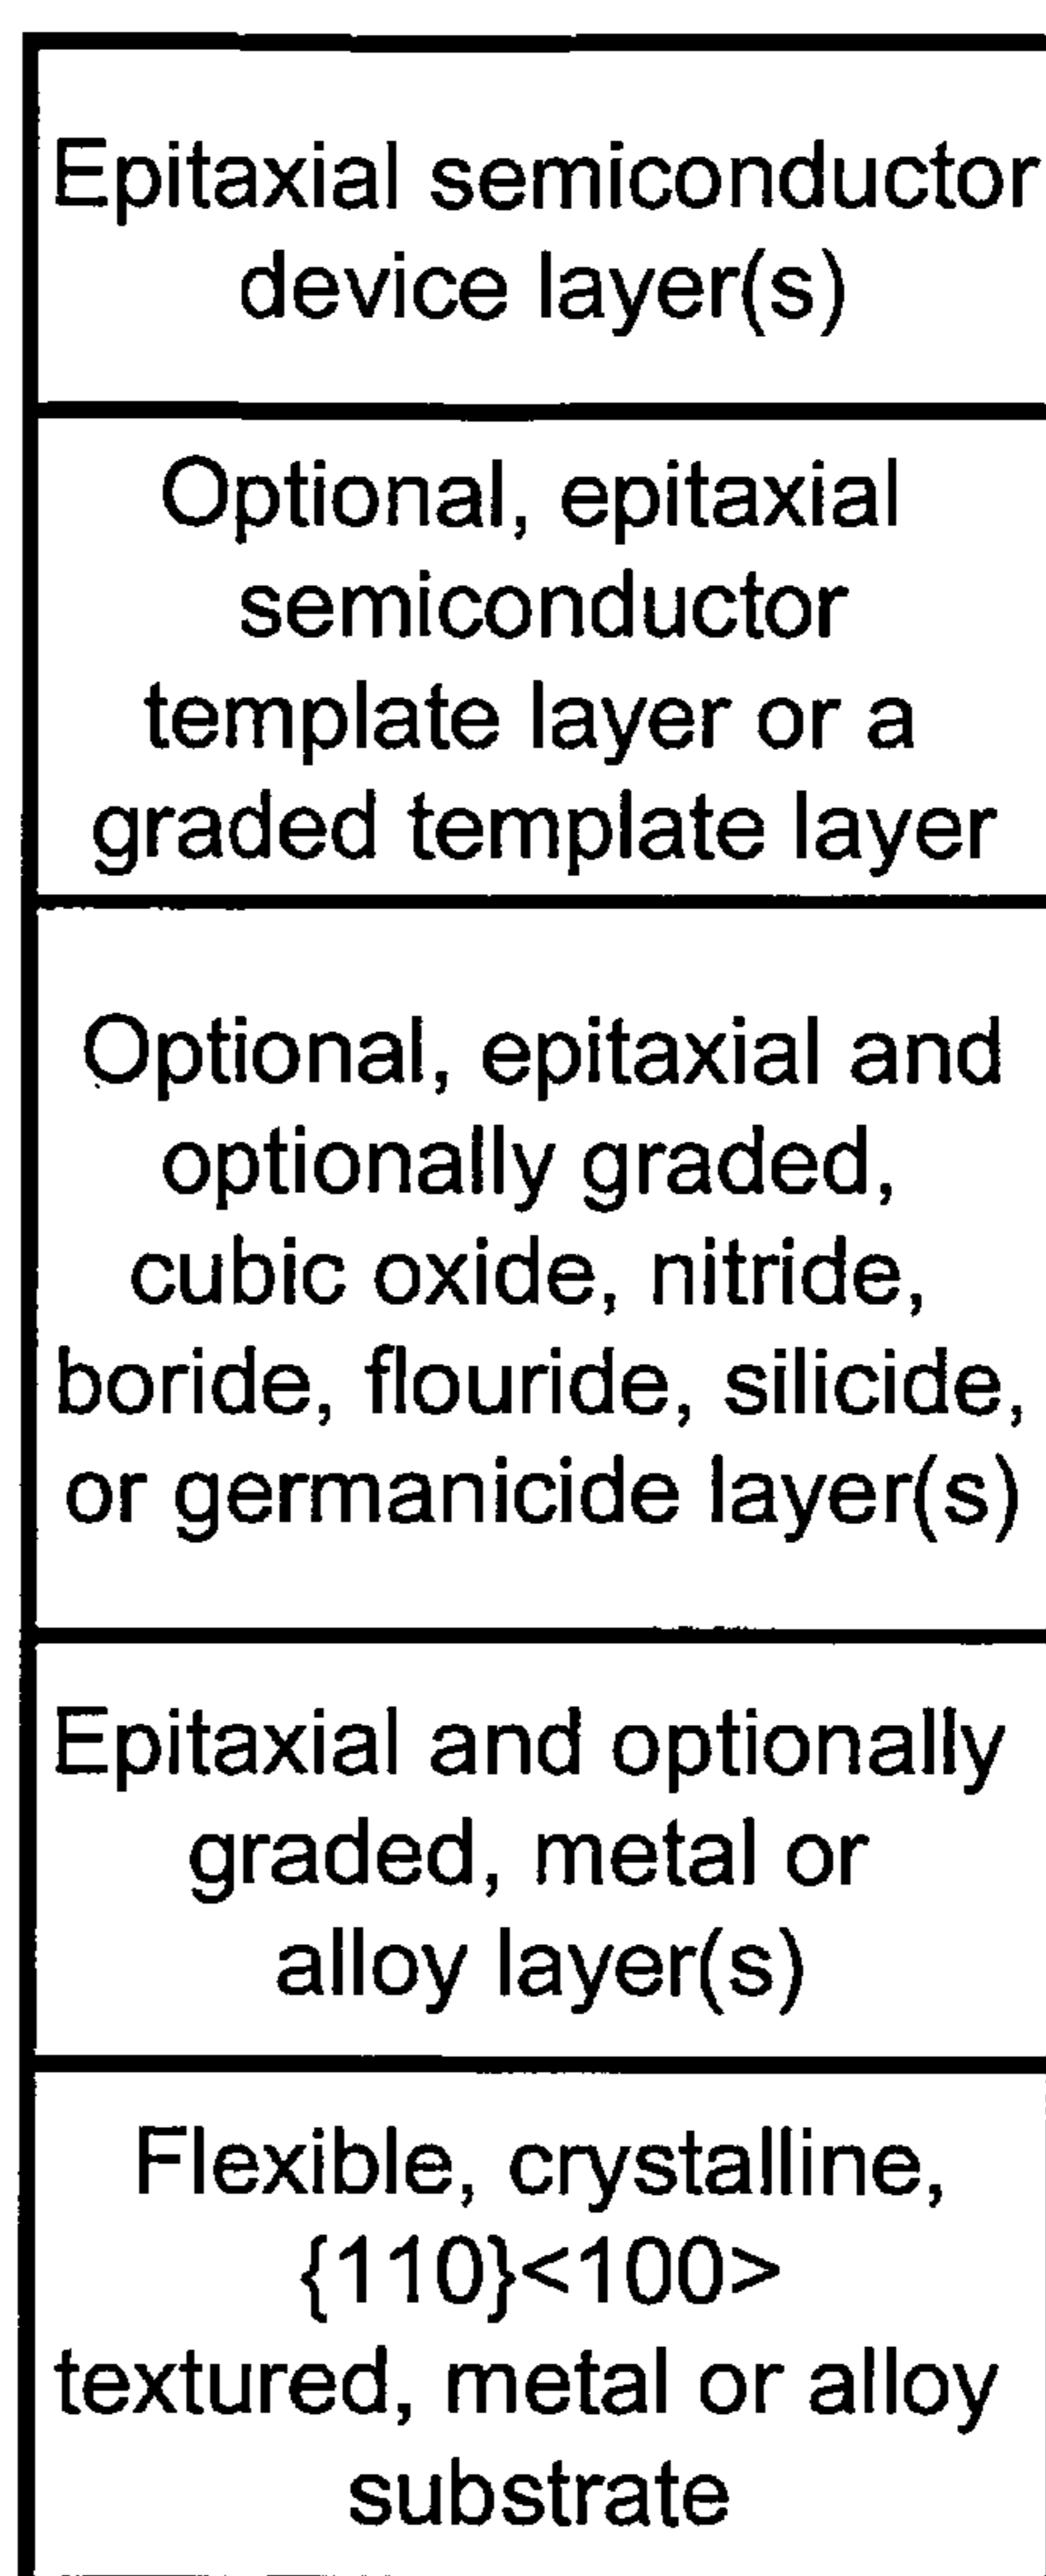 Epitaxial semiconductor
device layer(s)
Optional, epitaxial
semiconductor
template layer or a
graded template layer
Optional, epitaxial and
optionally graded,
cubic oxide, nitride,
boride, flouride, silicide,
or germanicide layer(s)
Epitaxial and optionally
graded, metal or
alloy layer(s)
Flexible, crystalline,
{110}<100>
textured, metal or alloy
substrate